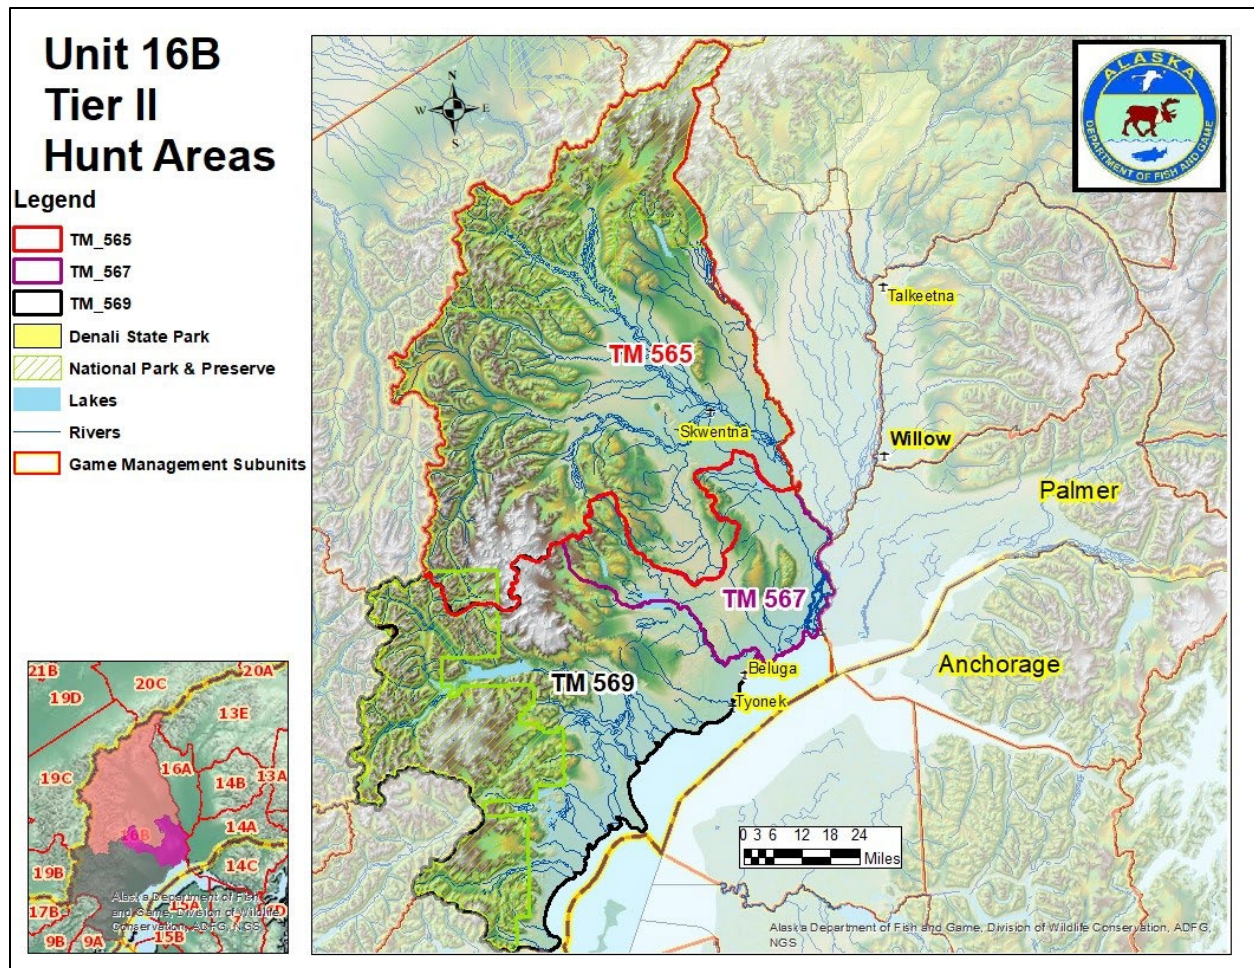 Unit 16B
Tier II
Hunt Areas
Legend
TM_565
TM_567
TM_569
Denali State Park
National Park & Preserve
Lakes
Rivers
Game Management Subunits
N
W
E
S
ALASKA
DEPARTMENT OF FISH AND GAME
Talkeetna
TM 565
Skwentna
Willow
Palmer
TM 567
Anchorage
Beluga
TM 569
Tyonek
0 3 6 12 18 24
Miles
Alaska Department of Fish and Game, Division of Wildlife Conservation, ADFG,
NGS
21B
20C
20A
19D
13E
19C
16A
14B
13A
16B
14A
19B
14C
17B
15A
7
9B
9A
15B
Alaska Department of Fish
and Game, Division of Wildlife
Conservation, ADFG, NGS